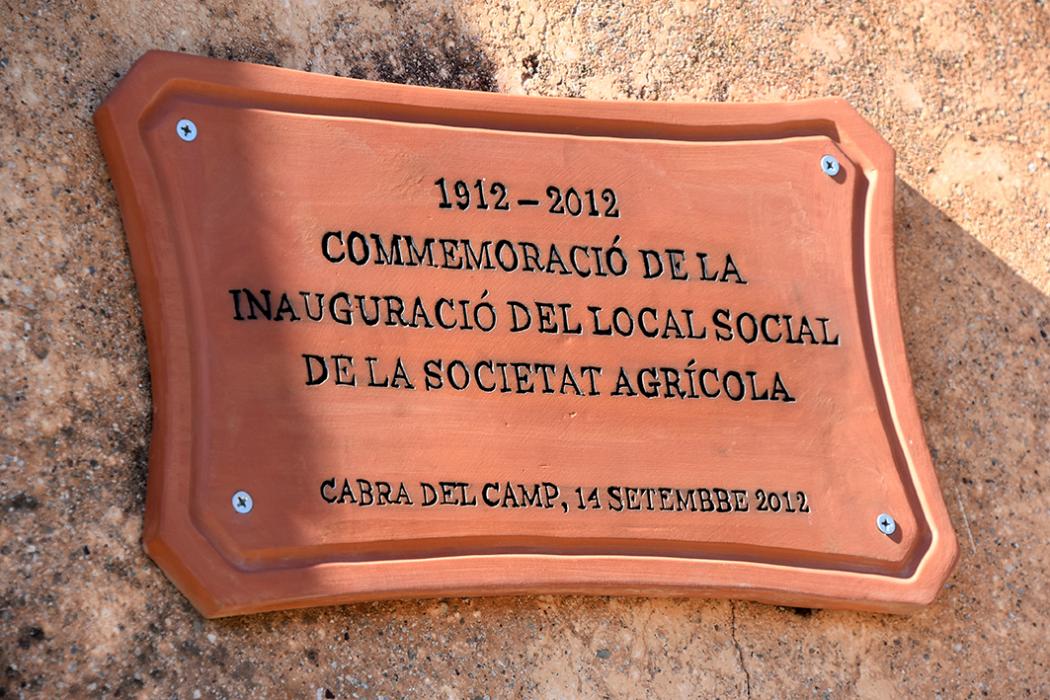 1912 – 2012
COMMEMORACIÓ DE LA
INAUGURACIÓ DEL LOCAL SOCIAL
DE LA SOCIETAT AGRÍCOLA
CABRA DEL CAMP, 14 SETEMBBE 2012